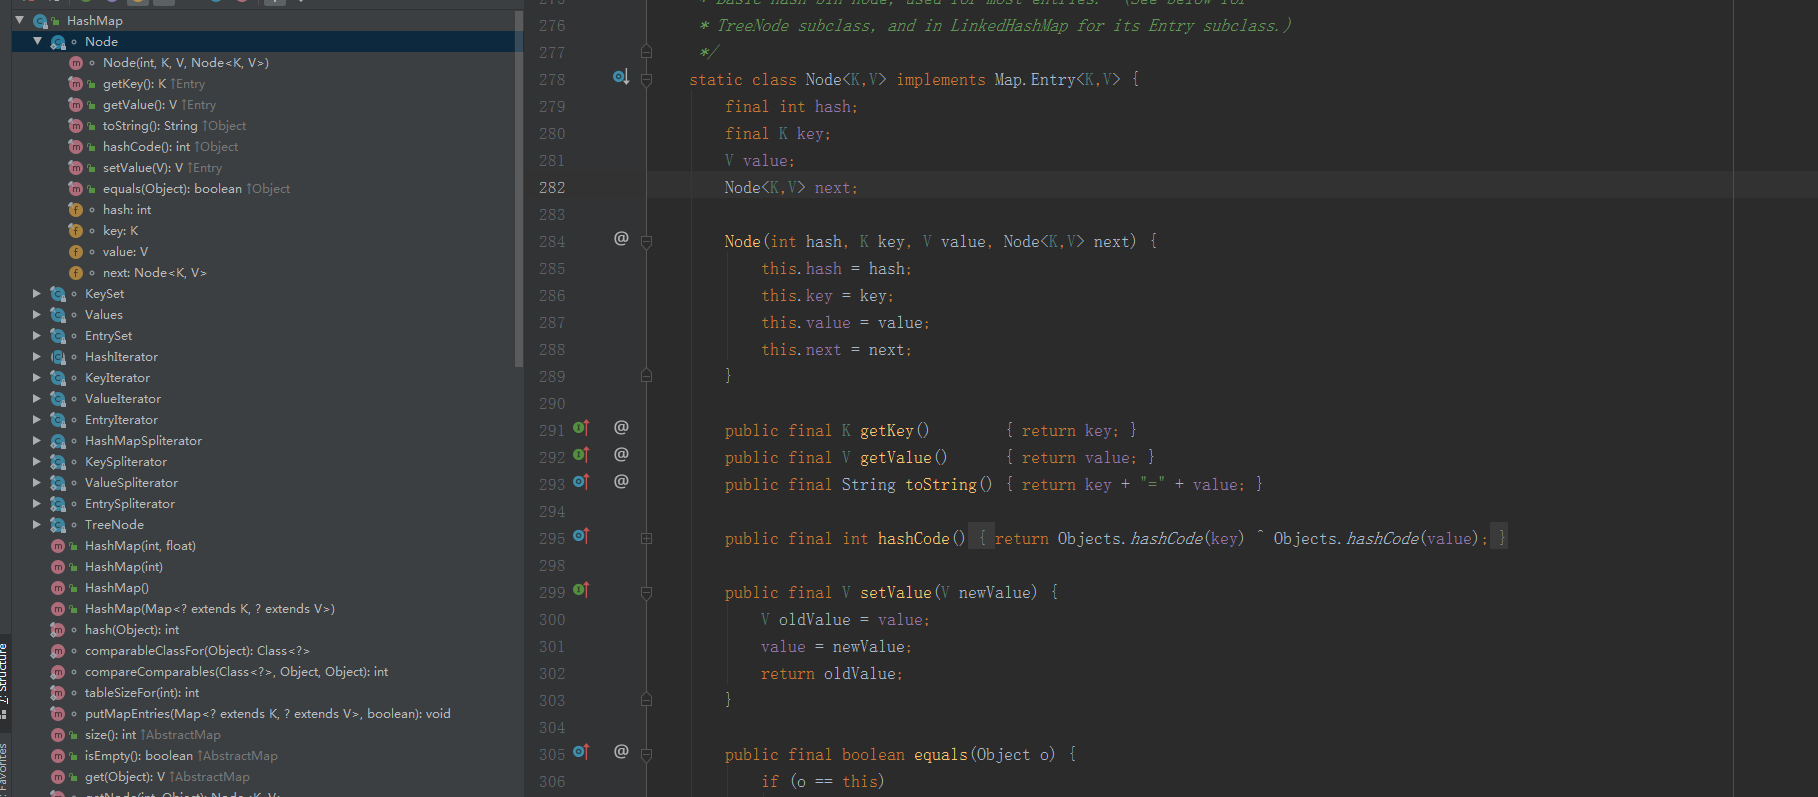 HashMap
Node
Node(int, K, V, Node<K, V>)
getKey(): K ↑Entry
getValue(): V ↑Entry
toString(): String ↑Object
hashCode(): int ↑Object
setValue(V): V ↑Entry
equals(Object): boolean ↑Object
hash: int
key: K
value: V
next: Node<K, V>
KeySet
Values
EntrySet
HashIterator
KeyIterator
ValueIterator
EntryIterator
HashMapSpliterator
KeySpliterator
ValueSpliterator
EntrySpliterator
TreeNode
HashMap(int, float)
HashMap(int)
HashMap()
HashMap(Map<? extends K, ? extends V>)
hash(Object): int
comparableClassFor(Object): Class<?>
compareComparables(Class<?>, Object, Object): int
tableSizeFor(int): int
putMapEntries(Map<? extends K, ? extends V>, boolean): void
size(): int ↑AbstractMap
isEmpty(): boolean ↑AbstractMap
get(Object): V ↑AbstractMap
getNode(int, Object): Node<K, V>
Structure
Favorites
275 * Basic hash bin node, used for most entries. (See below for
276 * TreeNode subclass, and in LinkedHashMap for its Entry subclass.)
277 */
278 static class Node<K,V> implements Map.Entry<K,V> {
279 final int hash;
280 final K key;
281 V value;
282 Node<K,V> next;
283
284 @ Node(int hash, K key, V value, Node<K,V> next) {
285 this.hash = hash;
286 this.key = key;
287 this.value = value;
288 this.next = next;
289 }
290
291 @ public final K getKey() { return key; }
292 @ public final V getValue() { return value; }
293 @ public final String toString() { return key + "=" + value; }
294
295 public final int hashCode() { return Objects.hashCode(key) ^ Objects.hashCode(value); }
298
299 public final V setValue(V newValue) {
300 V oldValue = value;
301 value = newValue;
302 return oldValue;
303 }
304
305 @ public final boolean equals(Object o) {
306 if (o == this)